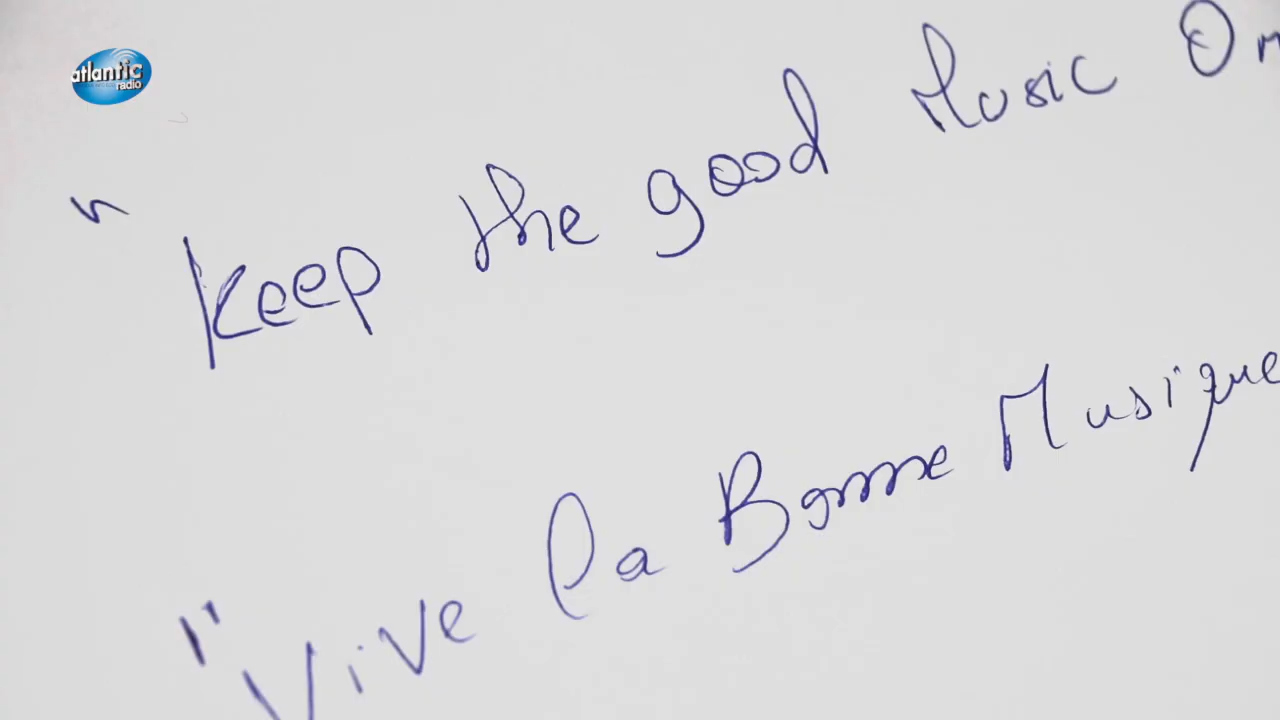 atlantic
radio
" Keep the good Music On
" Vive la Bonne Musique